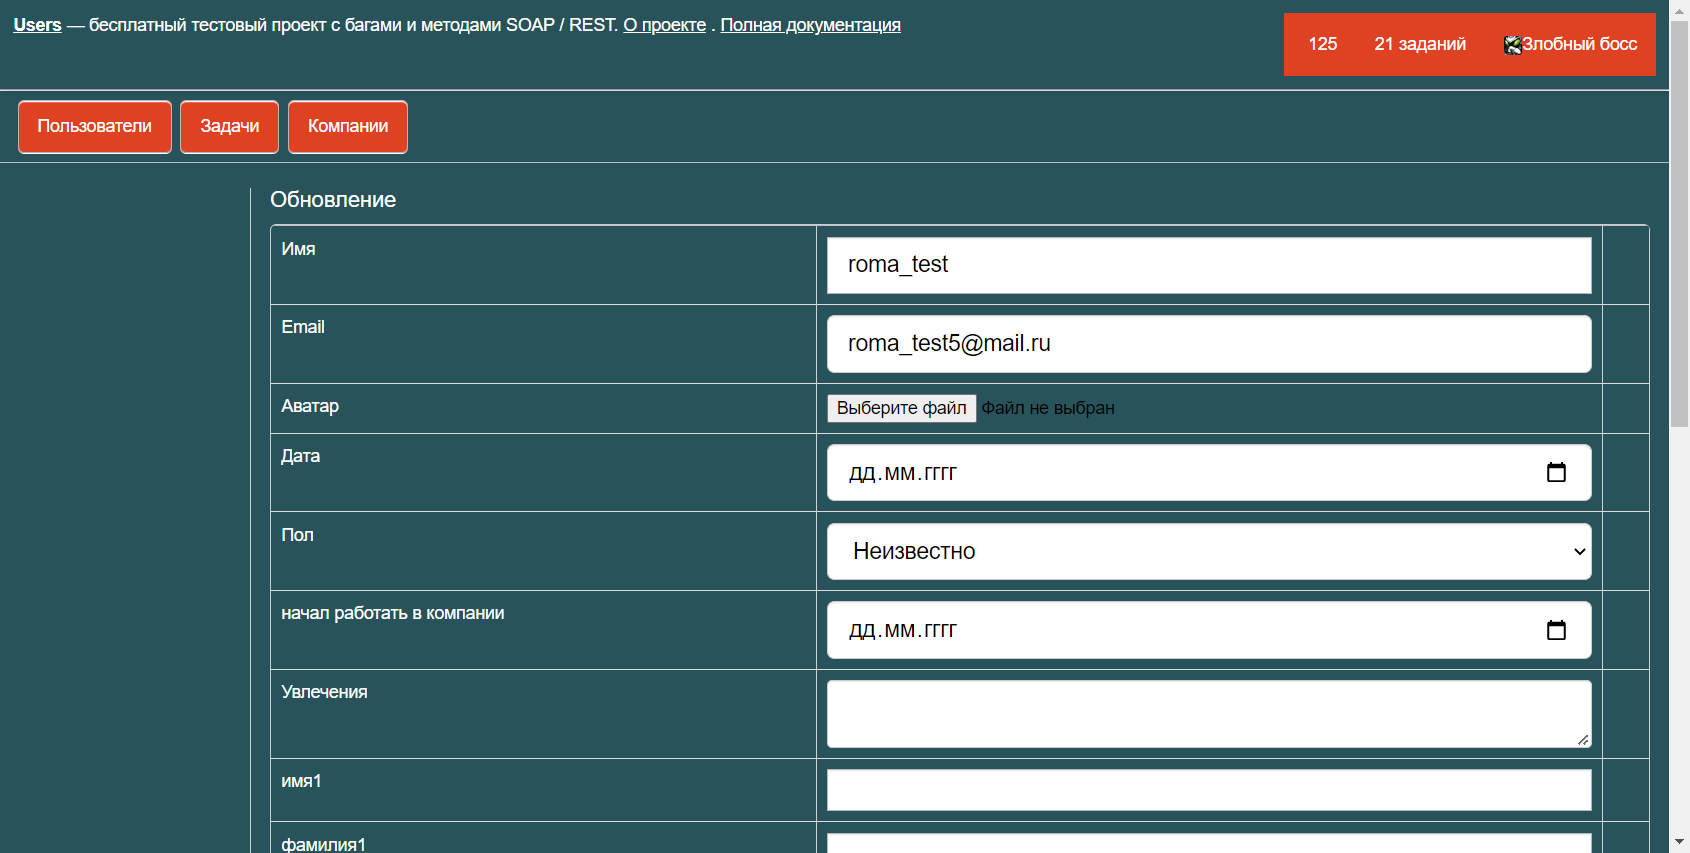 Users — бесплатный тестовый проект с багами и методами SOAP / REST. О проекте . Полная документация
125 21 заданий Злобный босс
Пользователи Задачи Компании
Обновление
Имя roma_test
Email roma_test5@mail.ru
Аватар Выберите файл Файл не выбран
Дата дд.мм.гггг
Пол Неизвестно
начал работать в компании дд.мм.гггг
Увлечения
имя1
фамилия1